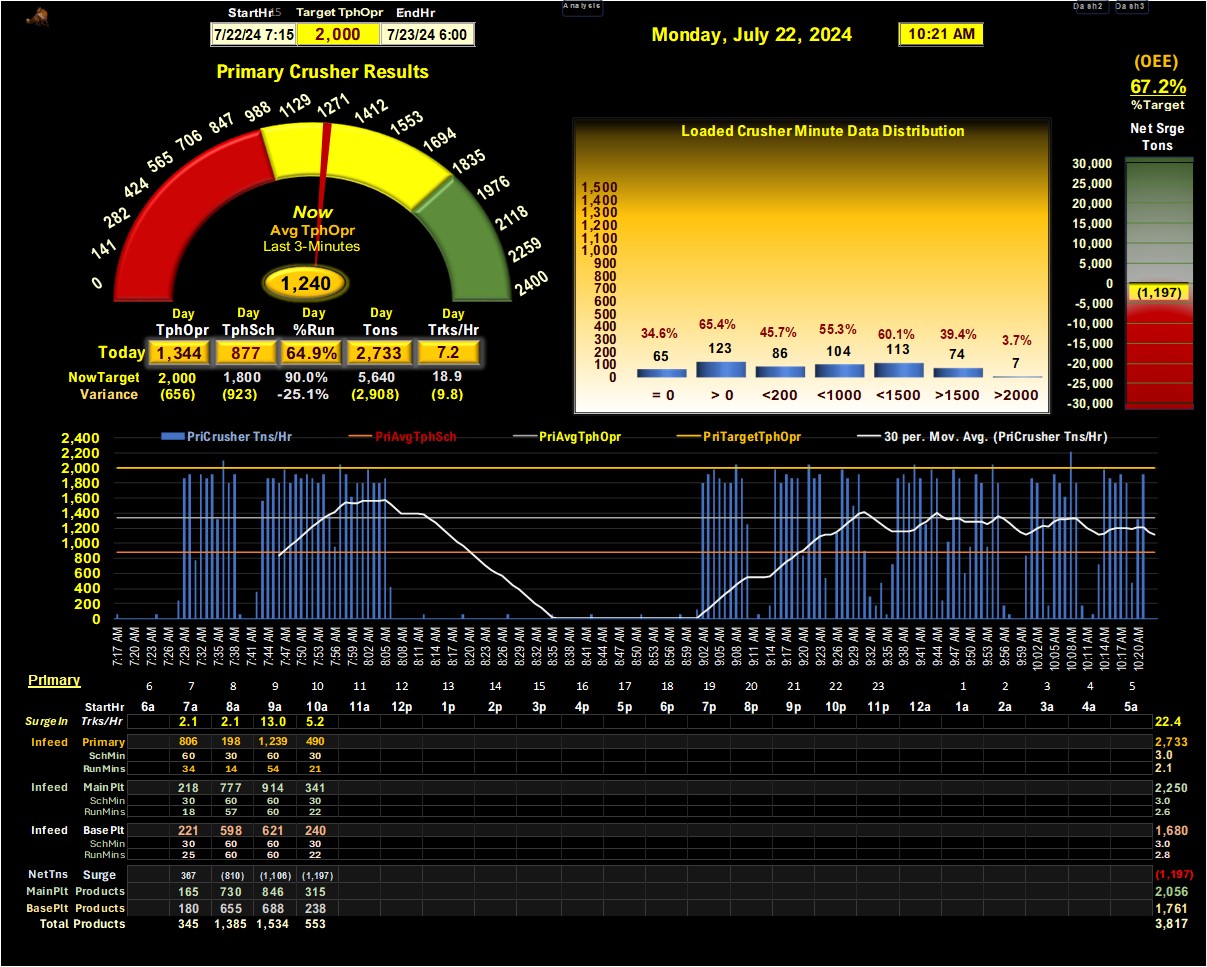 StartHr 15 Target TphOpr EndHr
7/22/24 7:15 2,000 7/23/24 6:00
Analysis
Dash2 Dash3
Monday, July 22, 2024
10:21 AM
(OEE)
67.2%
%Target
Net Srge
Tons
30,000
25,000
20,000
15,000
10,000
5,000
0
(1,197)
-5,000
-10,000
-15,000
-20,000
-25,000
-30,000
Primary Crusher Results
0 141 282 424 565 706 847 988 1129 1271 1412 1553 1694 1835 1976 2118 2259 2400
Now
Avg TphOpr
Last 3-Minutes
1,240
Day Day Day Day Day
TphOpr TphSch %Run Tons Trks/Hr
Today 1,344 877 64.9% 2,733 7.2
NowTarget 2,000 1,800 90.0% 5,640 18.9
Variance (656) (923) -25.1% (2,908) (9.8)
Loaded Crusher Minute Data Distribution
1,500
1,400
1,300
1,200
1,100
1,000
900
800
700
600
500
400
300
200
100
0
34.6% 65.4% 45.7% 55.3% 60.1% 39.4% 3.7%
65 123 86 104 113 74 7
= 0 > 0 <200 <1000 <1500 >1500 >2000
PriCrusher Tns/Hr PriAvgTphSch PriAvgTphOpr PriTargetTphOpr 30 per. Mov. Avg. (PriCrusher Tns/Hr)
2,400
2,200
2,000
1,800
1,600
1,400
1,200
1,000
800
600
400
200
0
7:17 AM 7:20 AM 7:23 AM 7:26 AM 7:29 AM 7:32 AM 7:35 AM 7:38 AM 7:41 AM 7:44 AM 7:47 AM 7:50 AM 7:53 AM 7:56 AM 7:59 AM 8:02 AM 8:05 AM 8:08 AM 8:11 AM 8:14 AM 8:17 AM 8:20 AM 8:23 AM 8:26 AM 8:29 AM 8:32 AM 8:35 AM 8:38 AM 8:41 AM 8:44 AM 8:47 AM 8:50 AM 8:53 AM 8:56 AM 8:59 AM 9:02 AM 9:05 AM 9:08 AM 9:11 AM 9:14 AM 9:17 AM 9:20 AM 9:23 AM 9:26 AM 9:29 AM 9:32 AM 9:35 AM 9:38 AM 9:41 AM 9:44 AM 9:47 AM 9:50 AM 9:53 AM 9:56 AM 9:59 AM 10:02 AM 10:05 AM 10:08 AM 10:11 AM 10:14 AM 10:17 AM 10:20 AM
Primary 6 7 8 9 10 11 12 13 14 15 16 17 18 19 20 21 22 23 1 2 3 4 5
StartHr 6a 7a 8a 9a 10a 11a 12p 1p 2p 3p 4p 5p 6p 7p 8p 9p 10p 11p 12a 1a 2a 3a 4a 5a
Surge In Trks/Hr 2.1 2.1 13.0 5.2 22.4
Infeed Primary 806 198 1,239 490 2,733
SchMin 60 30 60 30 3.0
RunMins 34 14 54 21 2.1
Infeed Main Plt 218 777 914 341 2,250
SchMin 30 60 60 30 3.0
RunMins 18 57 60 22 2.6
Infeed Base Plt 221 598 621 240 1,680
SchMin 30 60 60 30 3.0
RunMins 25 60 60 22 2.8
NetTns Surge 367 (810) (1,106) (1,197) (1,197)
MainPlt Products 165 730 846 315 2,056
BasePlt Products 180 655 688 238 1,761
Total Products 345 1,385 1,534 553 3,817